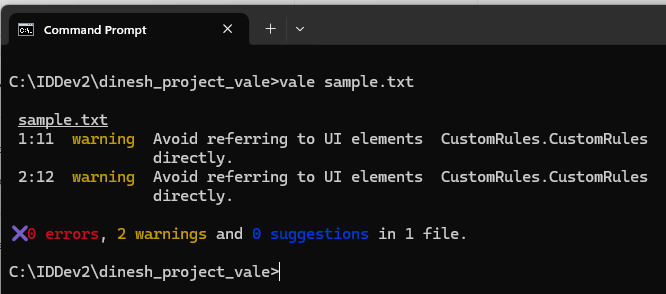 Command Prompt
C:\IDDev2\dinesh_project_vale>vale sample.txt
sample.txt
1:11 warning Avoid referring to UI elements CustomRules.CustomRules
directly.
2:12 warning Avoid referring to UI elements CustomRules.CustomRules
directly.
❌0 errors, 2 warnings and 0 suggestions in 1 file.
C:\IDDev2\dinesh_project_vale>